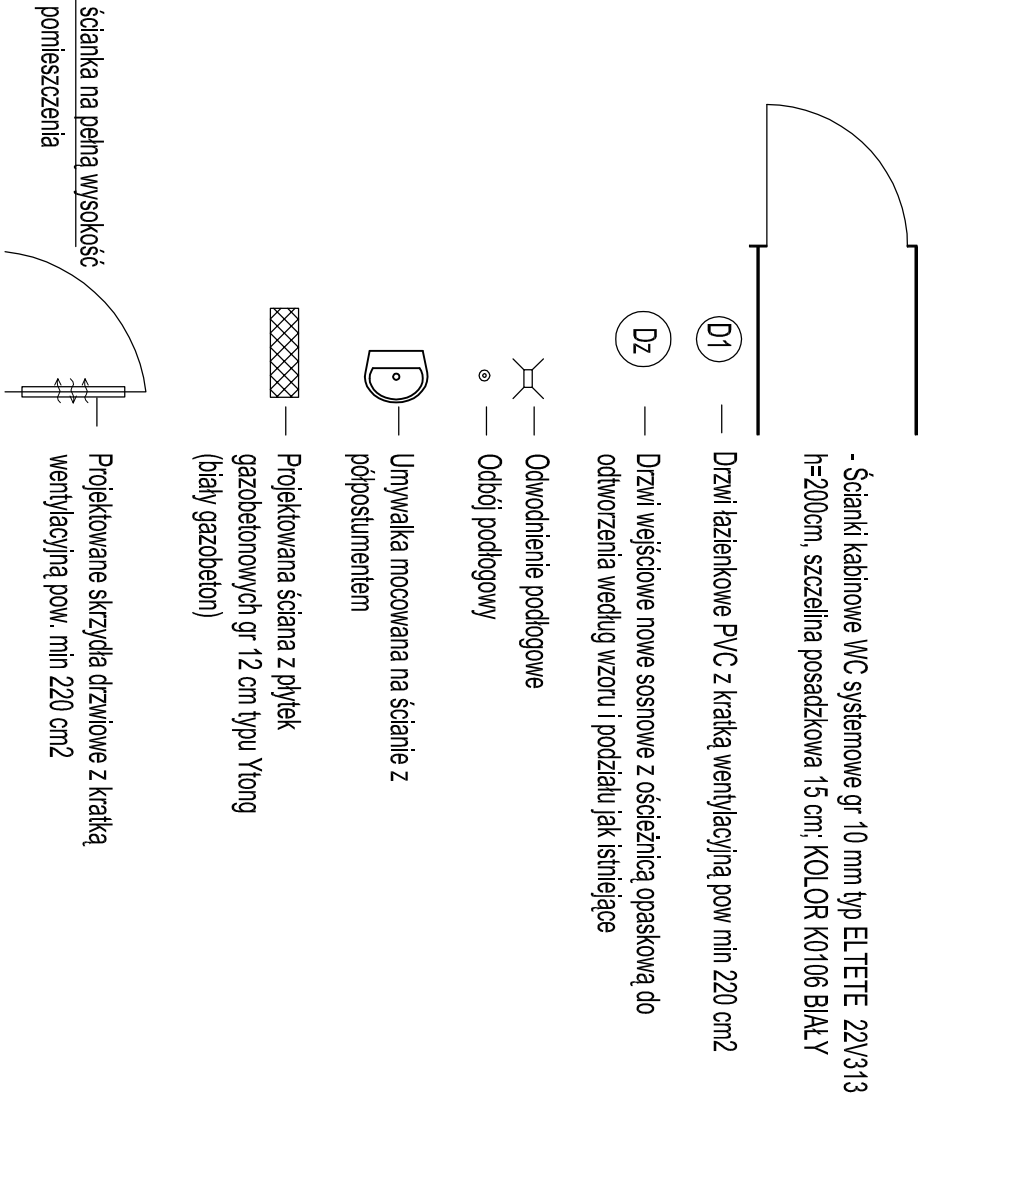 - Ścianki kabinowe WC systemowe gr 10 mm typ ELTETE 22V313
h=200cm, szczelina posadzkowa 15 cm; KOLOR K0106 BIAŁY
D1
Drzwi łazienkowe PVC z kratką wentylacyjną pow min 220 cm2
Dz
Drzwi wejściowe nowe sosnowe z ościeżnicą opaskową do
odtworzenia według wzoru i podziału jak istniejące
Odwodnienie podłogowe
Odbój podłogowy
Umywalka mocowana na ścianie z
półpostumentem
Projektowana ściana z płytek
gazobetonowych gr 12 cm typu Ytong
(biały gazobeton)
ścianka na pełną wysokość
pomieszczenia
Projektowane skrzydła drzwiowe z kratką
wentylacyjną pow. min 220 cm2